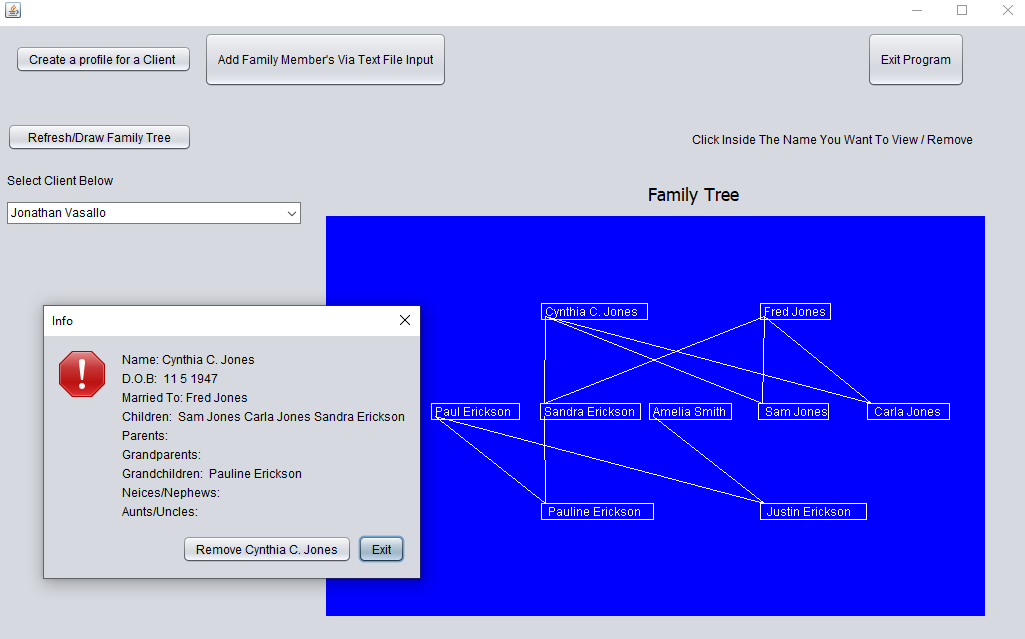 Create a profile for a Client
Add Family Member's Via Text File Input
Exit Program
Refresh/Draw Family Tree
Click Inside The Name You Want To View / Remove
Select Client Below
Jonathan Vasallo
Family Tree
Cynthia C. Jones
Fred Jones
Paul Erickson
Sandra Erickson
Amelia Smith
Sam Jones
Carla Jones
Pauline Erickson
Justin Erickson
Info
Name: Cynthia C. Jones
D.O.B: 11 5 1947
Married To: Fred Jones
Children: Sam Jones Carla Jones Sandra Erickson
Parents:
Grandparents:
Grandchildren: Pauline Erickson
Neices/Nephews:
Aunts/Uncles:
Remove Cynthia C. Jones
Exit